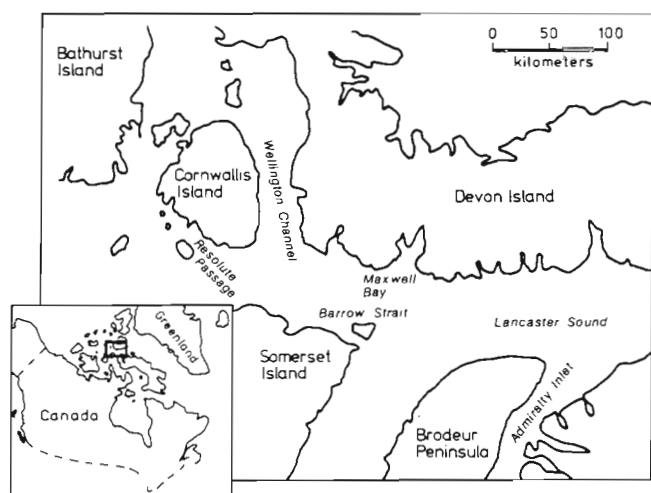 Bathurst
Island
0 50 100
kilometers
Cornwallis
Island
Wellington Channel
Devon Island
Resolute
Passage
Maxwell
Bay
Barrow Strait
Lancaster Sound
Somerset
Island
Brodeur
Peninsula
Admiralty Inlet
Greenland
Canada